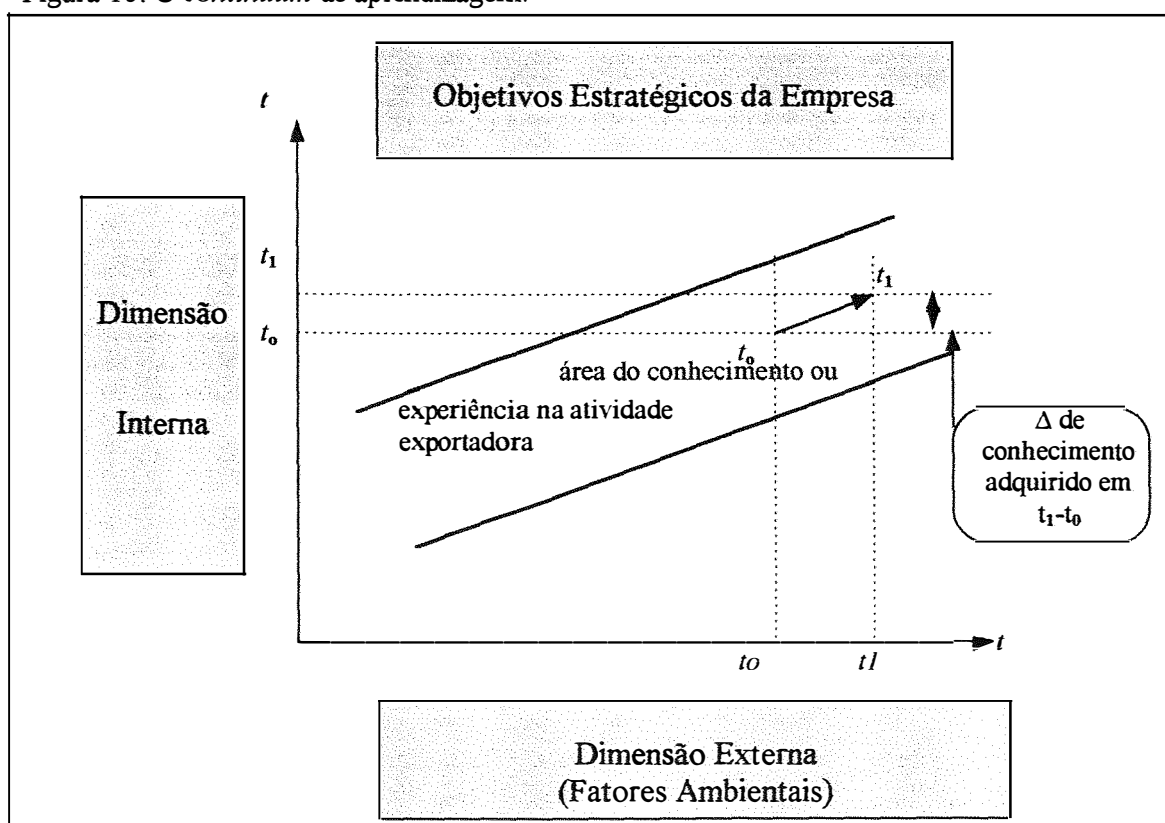 Figura 10: O continuum de aprendizagem.
Objetivos Estratégicos da Empresa
t
t₁
t₁
Dimensão
tₒ
tₒ
área do conhecimento ou
experiência na atividade
Interna
exportadora
Δ de
conhecimento
adquirido em
t₁-t₀
to
t1
t
Dimensão Externa
(Fatores Ambientais)